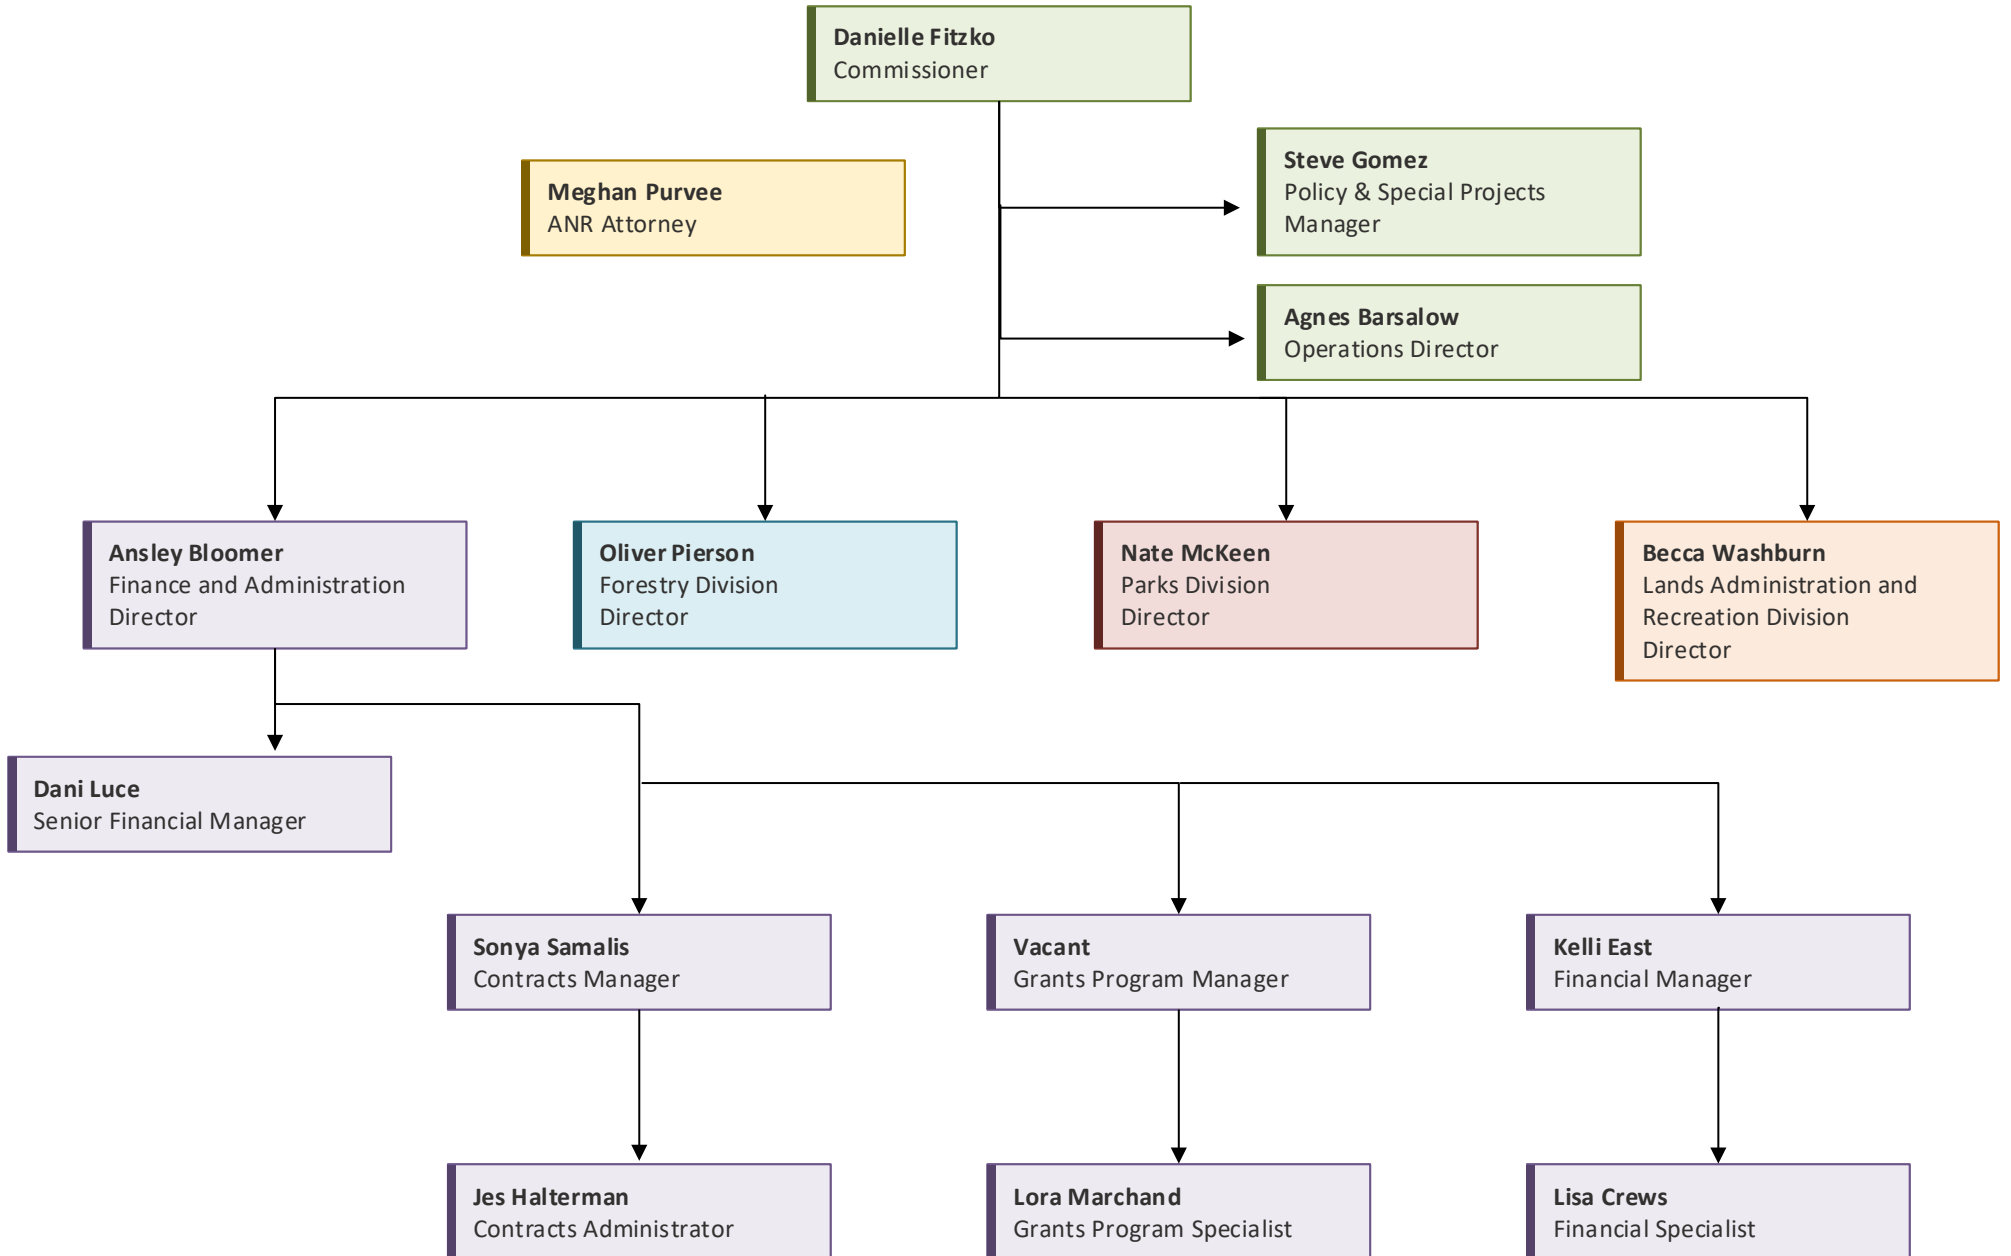 Danielle Fitzko
Commissioner
Steve Gomez
Policy & Special Projects
Manager
Meghan Purvee
ANR Attorney
Agnes Barsalow
Operations Director
Ansley Bloomer
Finance and Administration
Director
Oliver Pierson
Forestry Division
Director
Nate McKeen
Parks Division
Director
Becca Washburn
Lands Administration and
Recreation Division
Director
Dani Luce
Senior Financial Manager
Sonya Samalis
Contracts Manager
Vacant
Grants Program Manager
Kelli East
Financial Manager
Jes Halterman
Contracts Administrator
Lora Marchand
Grants Program Specialist
Lisa Crews
Financial Specialist